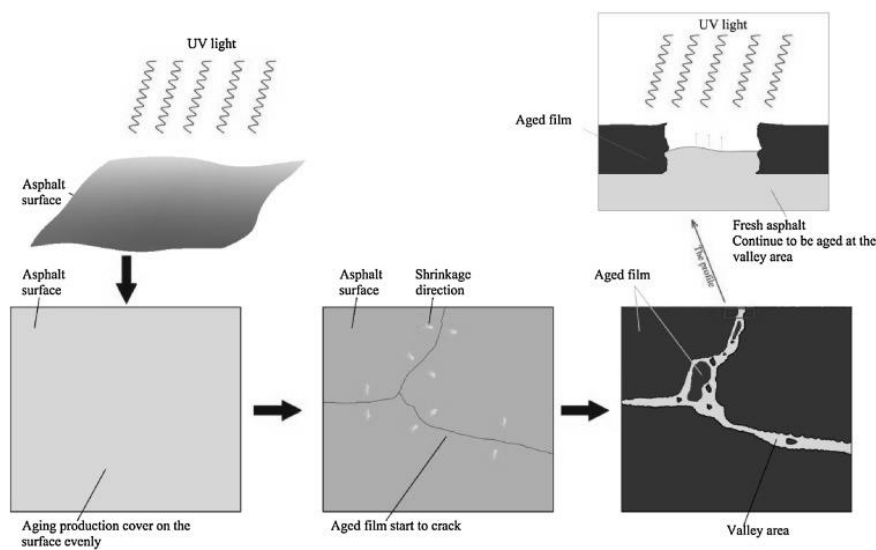 UV light
Asphalt
surface
UV light
Aged film
Fresh asphalt
Continue to be aged at the
valley area
The profile
Asphalt
surface
Asphalt
surface
Shrinkage
direction
Aged film
Aging production cover on the
surface evenly
Aged film start to crack
Valley area